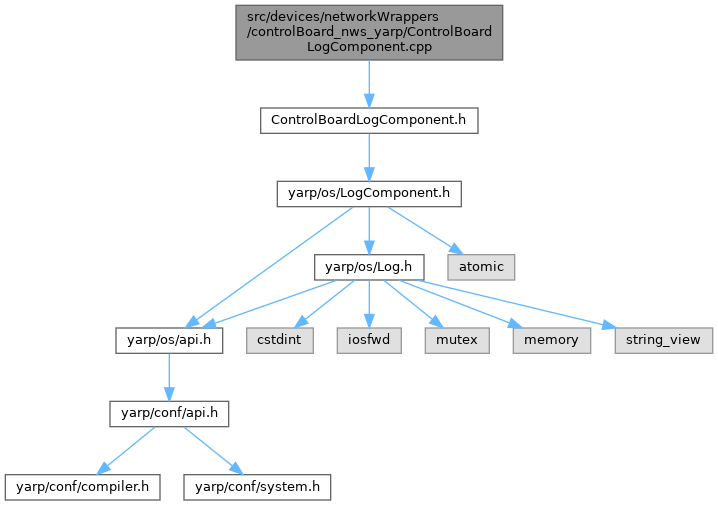 src/devices/networkWrappers
/controlBoard_nws_yarp/ControlBoard
LogComponent.cpp
ControlBoardLogComponent.h
yarp/os/LogComponent.h
yarp/os/Log.h
atomic
yarp/os/api.h
cstdint
iosfwd
mutex
memory
string_view
yarp/conf/api.h
yarp/conf/compiler.h
yarp/conf/system.h